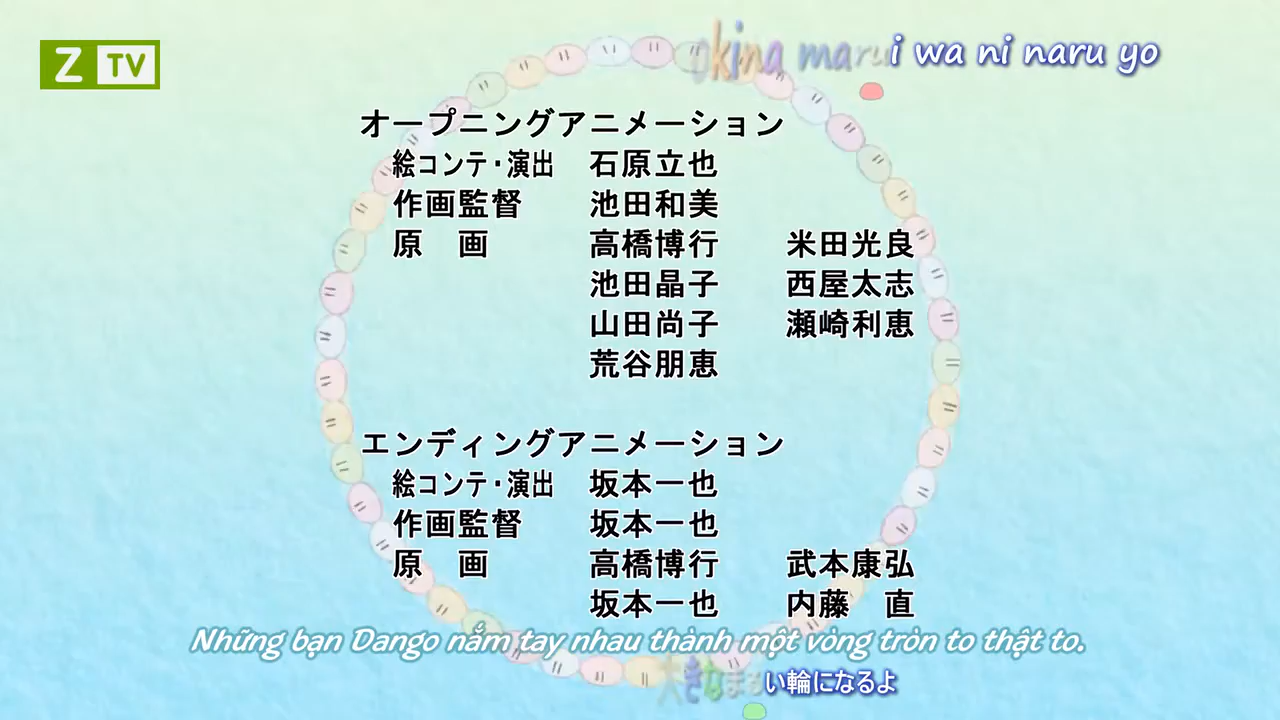 Z TV
okina marui wa ni naru yo
オープニングアニメーション
絵コンテ・演出 石原立也
作画監督 池田和美
原　画 高橋博行 米田光良
池田晶子 西屋太志
山田尚子 瀬崎利恵
荒谷朋恵
エンディングアニメーション
絵コンテ・演出 坂本一也
作画監督 坂本一也
原　画 高橋博行 武本康弘
坂本一也 内藤　直
Những bạn Dango nắm tay nhau thành một vòng tròn to thật to.
大きなまるい輪になるよ